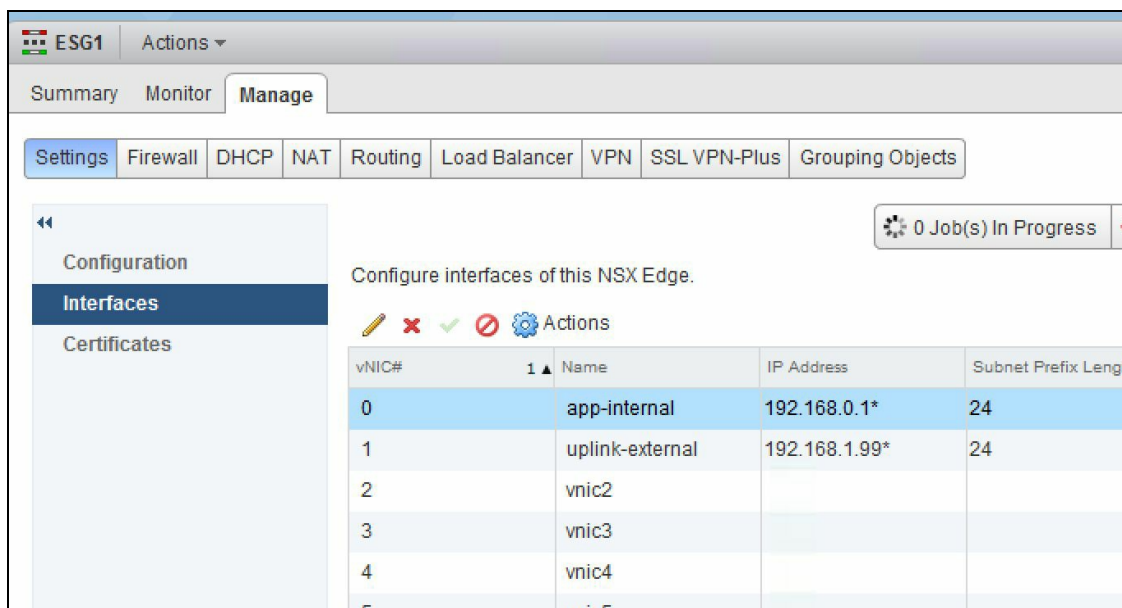 ESG1 Actions
Summary Monitor Manage
Settings Firewall DHCP NAT Routing Load Balancer VPN SSL VPN-Plus Grouping Objects
0 Job(s) In Progress
Configuration
Configure interfaces of this NSX Edge.
Interfaces
Actions
Certificates
vNIC# 1 Name IP Address Subnet Prefix Leng
0 app-internal 192.168.0.1* 24
1 uplink-external 192.168.1.99* 24
2 vnic2
3 vnic3
4 vnic4